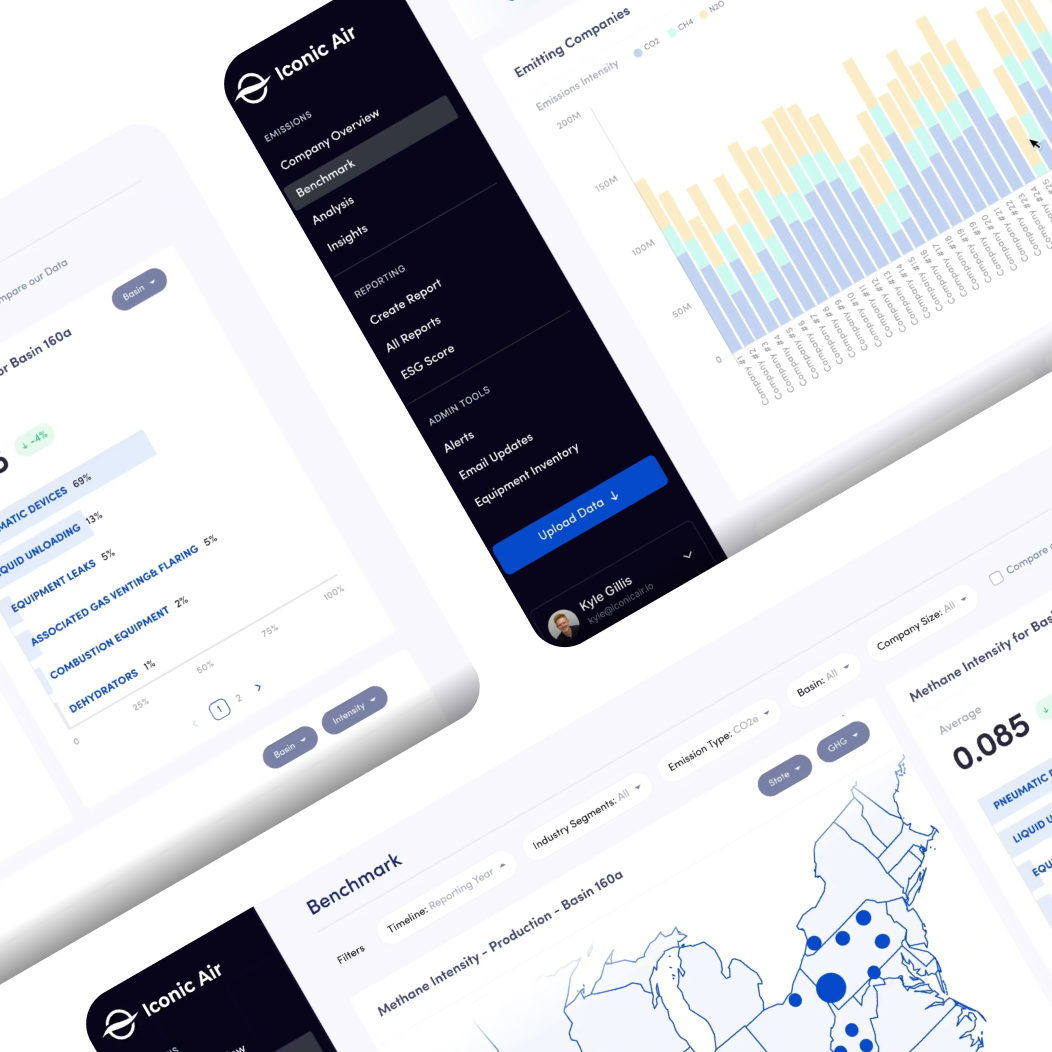 Iconic Air
EMISSIONS
Company Overview
Benchmark
Analysis
Insights
REPORTING
Create Report
All Reports
ESG Score
ADMIN TOOLS
Alerts
Email Updates
Equipment Inventory
Upload Data ↓
Kyle Gillis
kyle@iconicair.io
Emitting Companies
CO2
CH4
N2O
Emissions Intensity
200M
150M
100M
50M
0
Company #1
Company #2
Company #3
Company #4
Company #5
Company #6
Company #7
Company #8
Company #9
Company #10
Company #11
Company #12
Company #13
Company #14
Company #15
Company #16
Company #17
Company #18
Company #19
Company #20
Company #21
Company #22
Company #23
Company #24
#25
our Data
Basin
for Basin 160a
↓ -4%
69%
DEVICES
UNLOADING 13%
EQUIPMENT LEAKS 5%
ASSOCIATED GAS VENTING& FLARING 5%
COMBUSTION EQUIPMENT 2%
DEHYDRATORS 1%
0
25%
50%
75%
100%
1
2
Basin
Intensity
Iconic Air
Benchmark
Filters
Timeline: Reporting Year
Industry Segments: All
Emission Type: CO2e
Basin: All
Company Size: All
Compare
Methane Intensity - Production - Basin 160a
State
GHG
Methane Intensity for
Average
0.085
PNEUMATIC
LIQUID